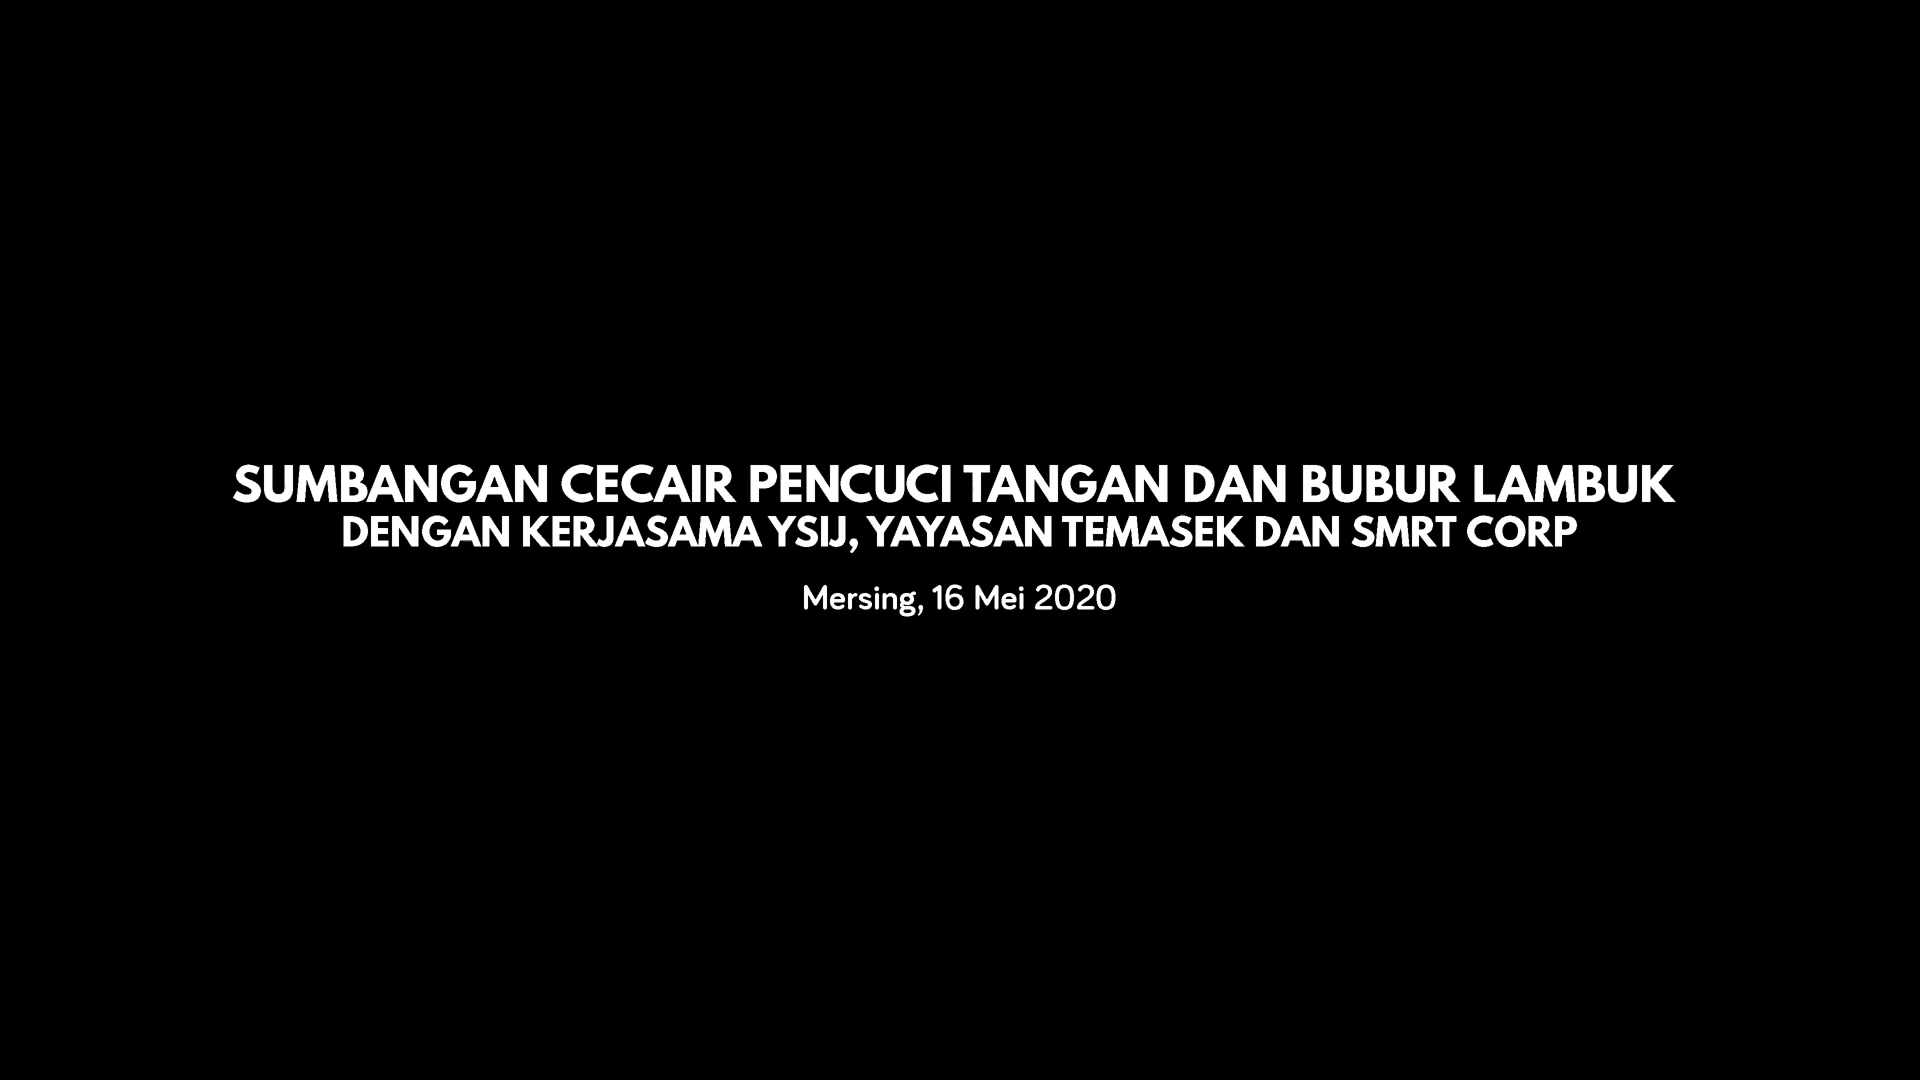 SUMBANGAN CECAIR PENCUCI TANGAN DAN BUBUR LAMBUK
DENGAN KERJASAMA YSIJ, YAYASAN TEMASEK DAN SMRT CORP
Mersing, 16 Mei 2020